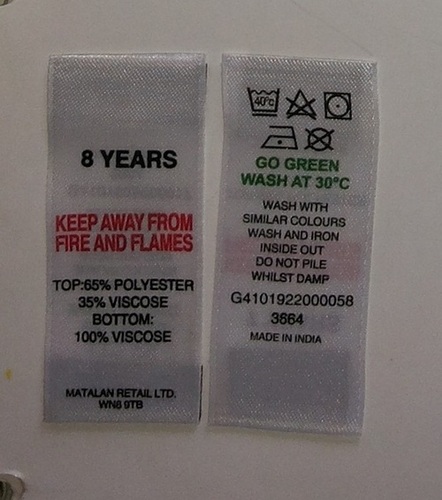 8 YEARS
KEEP AWAY FROM
FIRE AND FLAMES
TOP:65% POLYESTER
35% VISCOSE
BOTTOM:
100% VISCOSE
MATALAN RETAIL LTD.
WN8 9TB
40°C
GO GREEN
WASH AT 30°C
WASH WITH
SIMILAR COLOURS
WASH AND IRON
INSIDE OUT
DO NOT PILE
WHILST DAMP
G4101922000058
3664
MADE IN INDIA